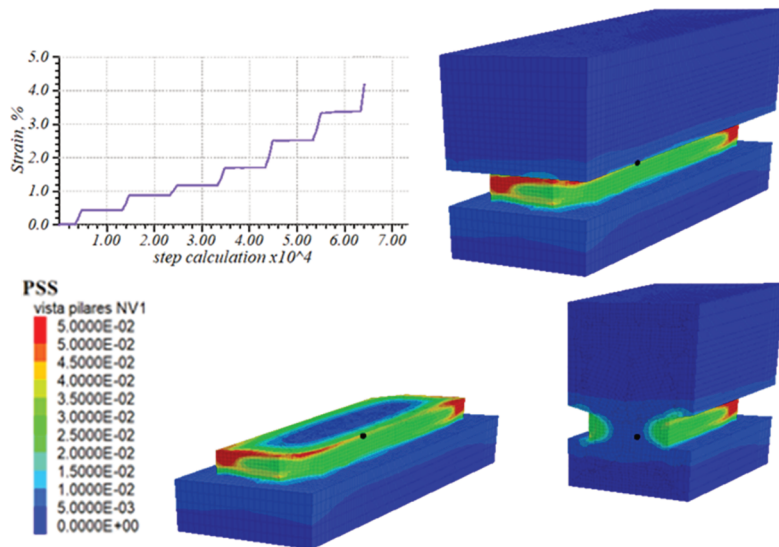 5.0
4.0
3.0
2.0
1.0
0.0
Strain, %
1.00 2.00 3.00 4.00 5.00 6.00 7.00
step calculation x10^4
PSS
vista pilares NV1
5.0000E-02
5.0000E-02
4.5000E-02
4.0000E-02
3.0000E-02
2.5000E-02
2.0000E-02
1.5000E-02
1.0000E-02
5.0000E-03
0.0000E+00